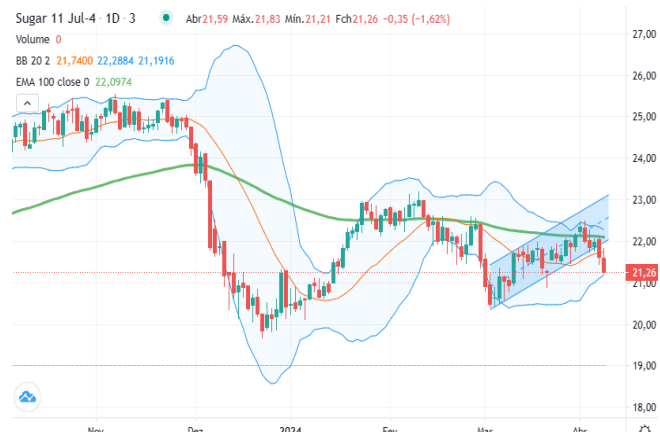 Sugar 11 Jul-4 · 1D · 3 Abr21,59 Máx.21,83 Mín.21,21 Fch21,26 −0,35 (−1,62%)
Volume 0
BB 20 2 21,7400 22,2884 21,1916
EMA 100 close 0 22,0974
27,00
26,00
25,00
24,00
23,00
22,00
21,26
21,00
20,00
19,00
18,00
Nov Dez 2024 Fev Mar Abr